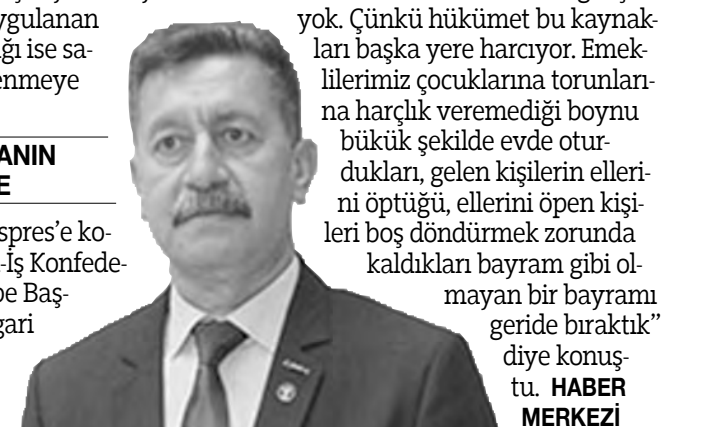 ygulanan
ğı ise sa-
enmeye
ANIN
E
spres’e ko-
-İş Konfede-
be Baş-
gari
yok. Çünkü hükümet bu kaynak-
ları başka yere harcıyor. Emek-
lilerimiz çocuklarına torunları-
na harçlık veremediği boynu
bükük şekilde evde otur-
dukları, gelen kişilerin elleri-
ni öptüğü, ellerini öpen kişi-
leri boş döndürmek zorunda
kaldıkları bayram gibi ol-
mayan bir bayramı
geride bıraktık”
diye konuş-
tu. HABER
MERKEZİ